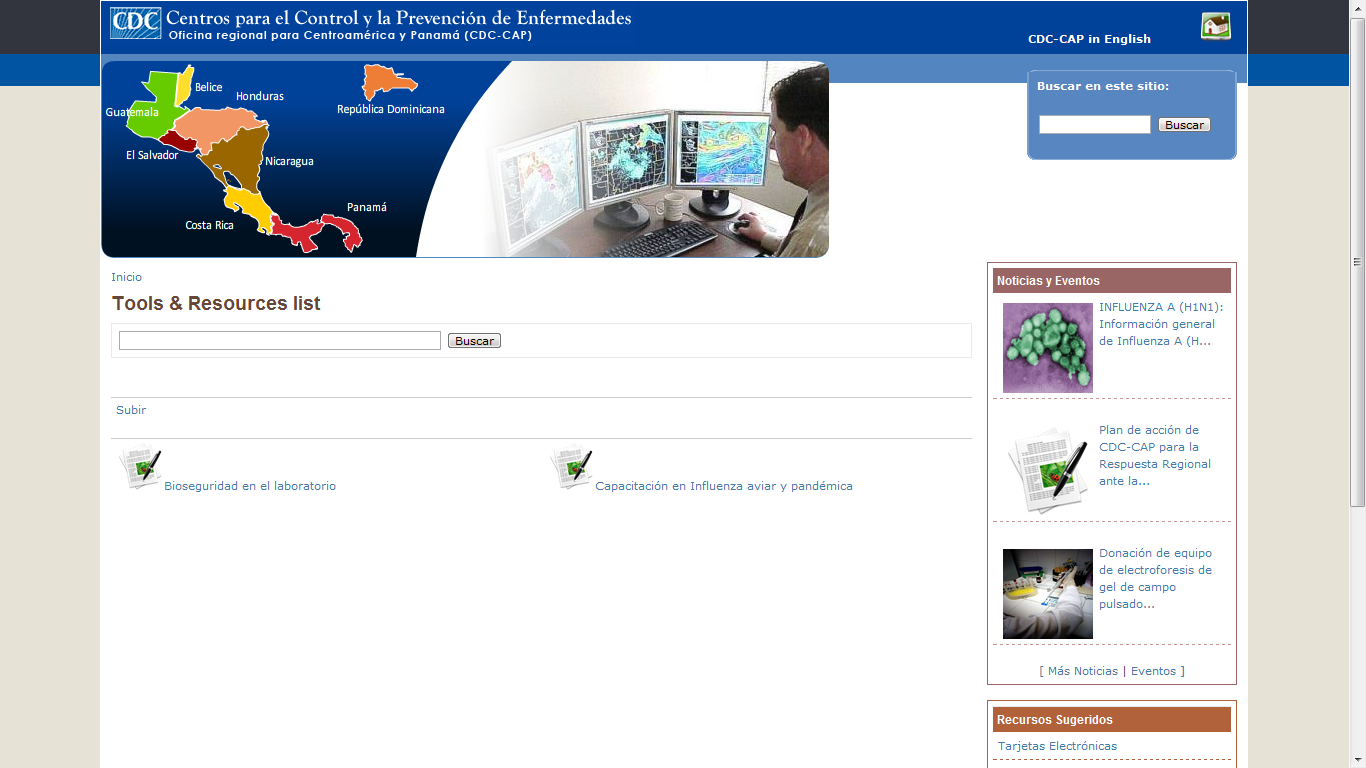 CDC Centros para el Control y la Prevención de Enfermedades
Oficina regional para Centroamérica y Panamá (CDC-CAP)
CDC-CAP in English
Belice
Honduras
Guatemala
República Dominicana
El Salvador
Nicaragua
Panamá
Costa Rica
Buscar en este sitio:
Buscar
Inicio
Tools & Resources list
Buscar
Subir
Bioseguridad en el laboratorio
Capacitación en Influenza aviar y pandémica
Noticias y Eventos
INFLUENZA A (H1N1):
Información general
de Influenza A (H...
Plan de acción de
CDC-CAP para la
Respuesta Regional
ante la...
Donación de equipo
de electroforesis de
gel de campo
pulsado...
[ Más Noticias | Eventos ]
Recursos Sugeridos
Tarjetas Electrónicas